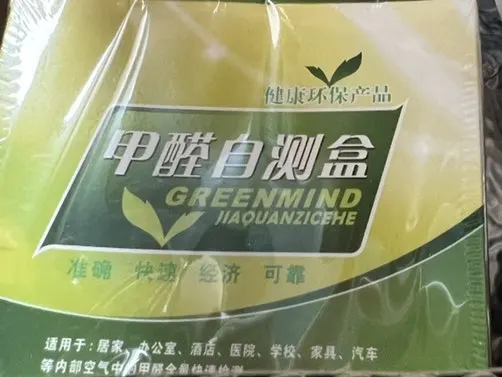 健康环保产品
甲醛自测盒
GREENMIND
JIAQUANZICEHE
准确 快速 经济 可靠
适用于:居家、办公室、酒店、医院、学校、家具、汽车
等内部空气中的甲醛含量快速检测